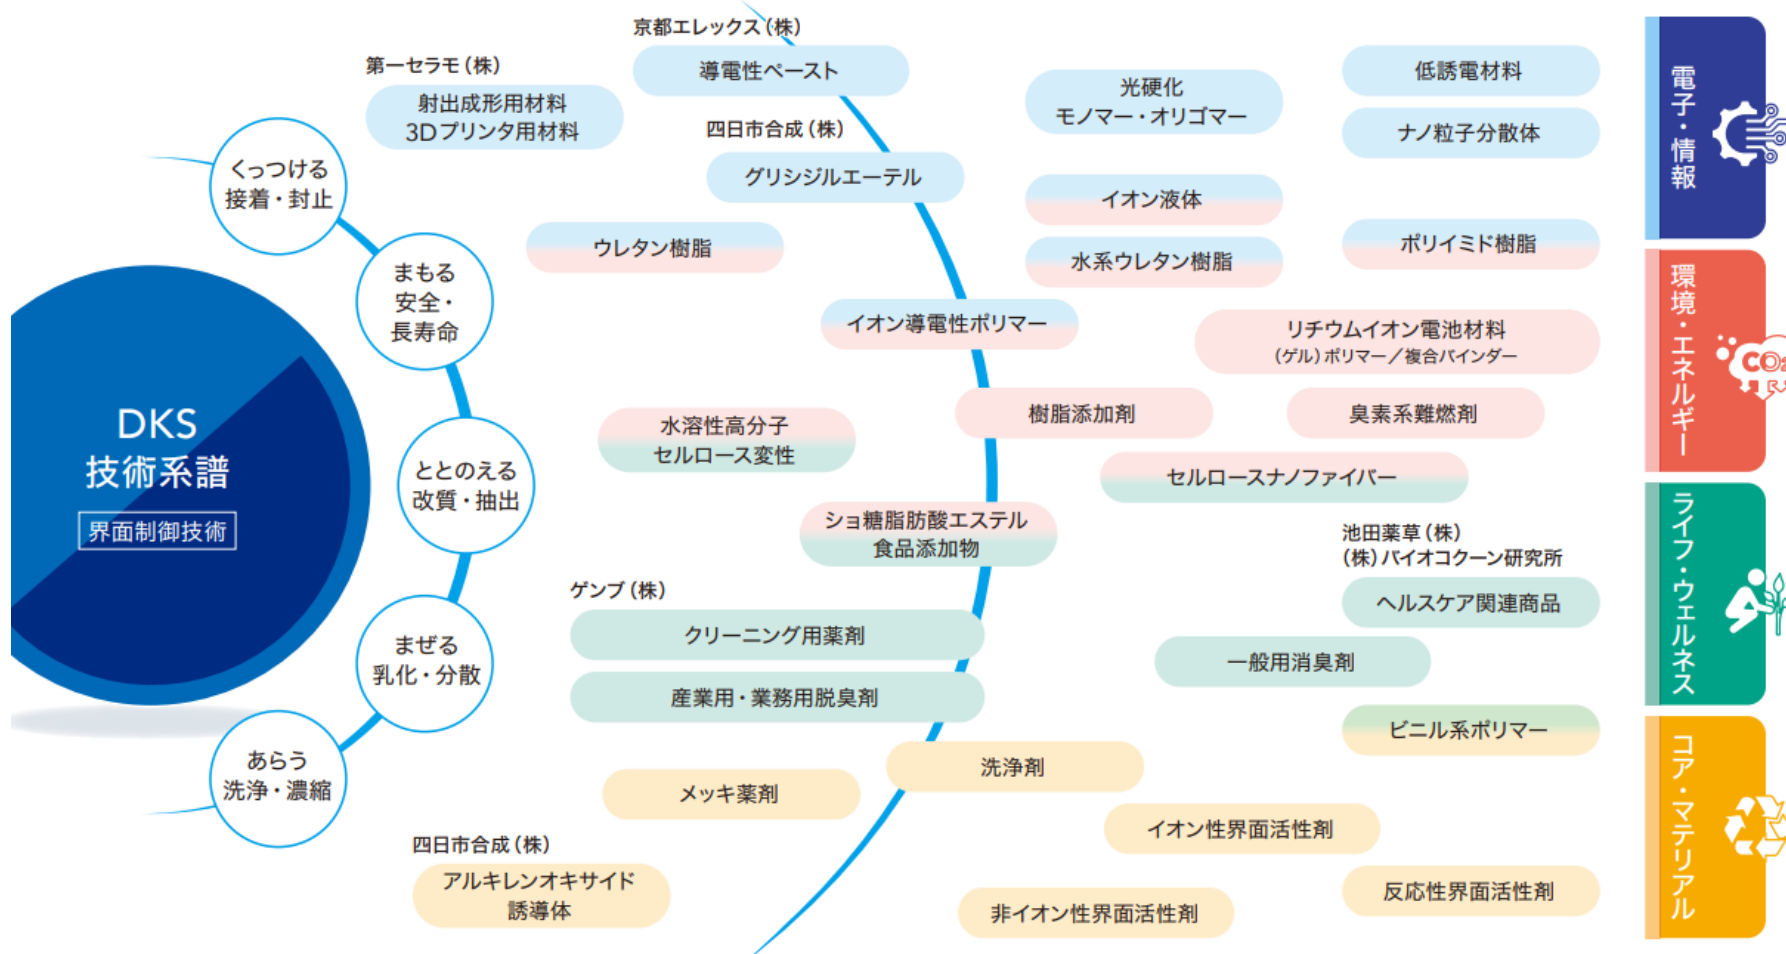 DKS
技術系譜
界面制御技術
くっつける
接着・封止
まもる
安全・
長寿命
ととのえる
改質・抽出
まぜる
乳化・分散
あらう
洗浄・濃縮
第一セラモ(株)
射出成形用材料
3Dプリンタ用材料
京都エレックス(株)
導電性ペースト
四日市合成(株)
グリシジルエーテル
光硬化
モノマー・オリゴマー
低誘電材料
ナノ粒子分散体
イオン液体
ウレタン樹脂
水系ウレタン樹脂
ポリイミド樹脂
イオン導電性ポリマー
リチウムイオン電池材料
(ゲル)ポリマー/複合バインダー
樹脂添加剤
臭素系難燃剤
水溶性高分子
セルロース変性
セルロースナノファイバー
ショ糖脂肪酸エステル
食品添加物
池田薬草(株)
(株)バイオコクーン研究所
ヘルスケア関連商品
ゲンブ(株)
クリーニング用薬剤
一般用消臭剤
産業用・業務用脱臭剤
ビニル系ポリマー
洗浄剤
メッキ薬剤
イオン性界面活性剤
四日市合成(株)
アルキレンオキサイド
誘導体
反応性界面活性剤
非イオン性界面活性剤
電子・情報
環境・エネルギー
CO2
ライフ・ウェルネス
コア・マテリアル